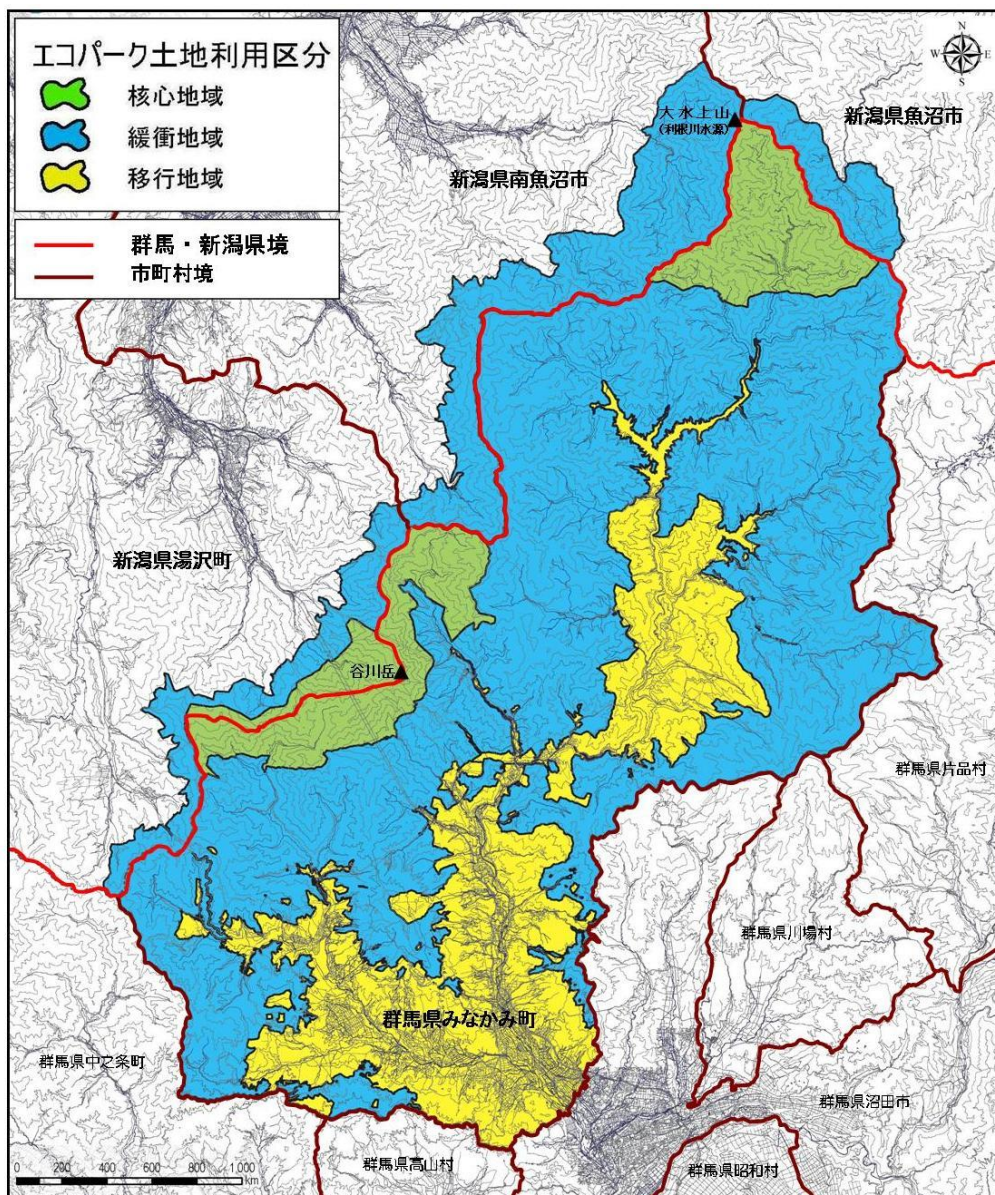 エコパーク土地利用区分
核心地域
緩衝地域
移行地域
群馬・新潟県境
市町村境
N
W E
S
大水上山
(利根川水源)
新潟県魚沼市
新潟県南魚沼市
新潟県湯沢町
谷川岳
群馬県片品村
群馬県川場村
群馬県みなかみ町
群馬県中之条町
群馬県沼田市
群馬県高山村
群馬県昭和村
0 200 400 600 800 1,000
km